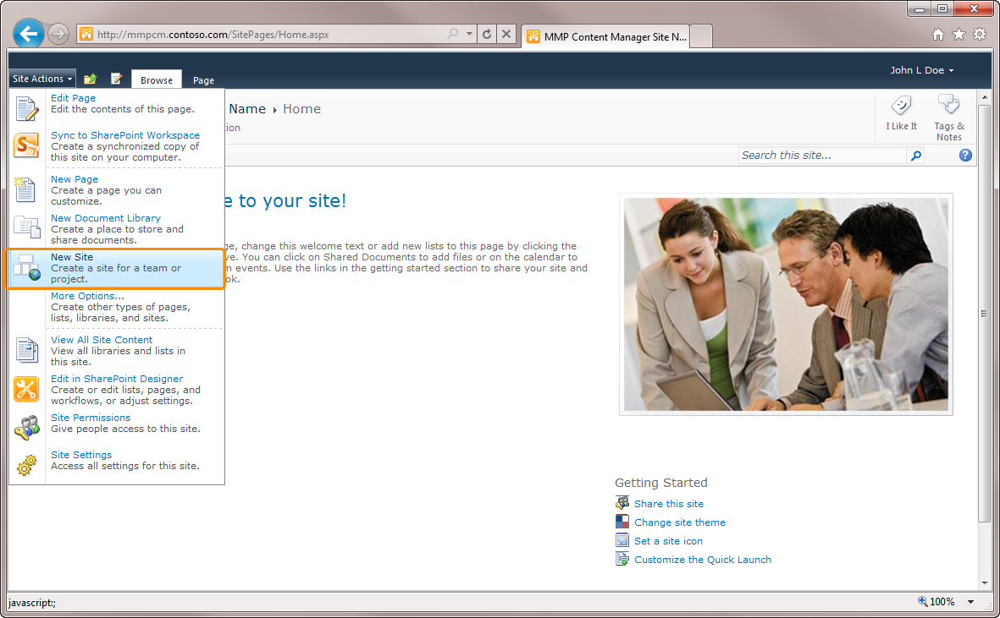 http://mmpcm.contoso.com/SitePages/Home.aspx
MMP Content Manager Site N...
John L Doe
Site Actions
Browse
Page
Edit Page
Edit the contents of this page.
Sync to SharePoint Workspace
Create a synchronized copy of
this site on your computer.
New Page
Create a page you can
customize.
New Document Library
Create a place to store and
share documents.
New Site
Create a site for a team or
project.
More Options...
Create other types of pages,
lists, libraries, and sites.
View All Site Content
View all libraries and lists in
this site.
Edit in SharePoint Designer
Create or edit lists, pages, and
workflows, or adjust settings.
Site Permissions
Give people access to this site.
Site Settings
Access all settings for this site.
Name ▸ Home
tion
I Like It
Tags &
Notes
Search this site...
e to your site!
ge, change this welcome text or add new lists to this page by clicking the
ve. You can click on Shared Documents to add files or on the calendar to
m events. Use the links in the getting started section to share your site and
ok.
Getting Started
Share this site
Change site theme
Set a site icon
Customize the Quick Launch
javascript:;
100%